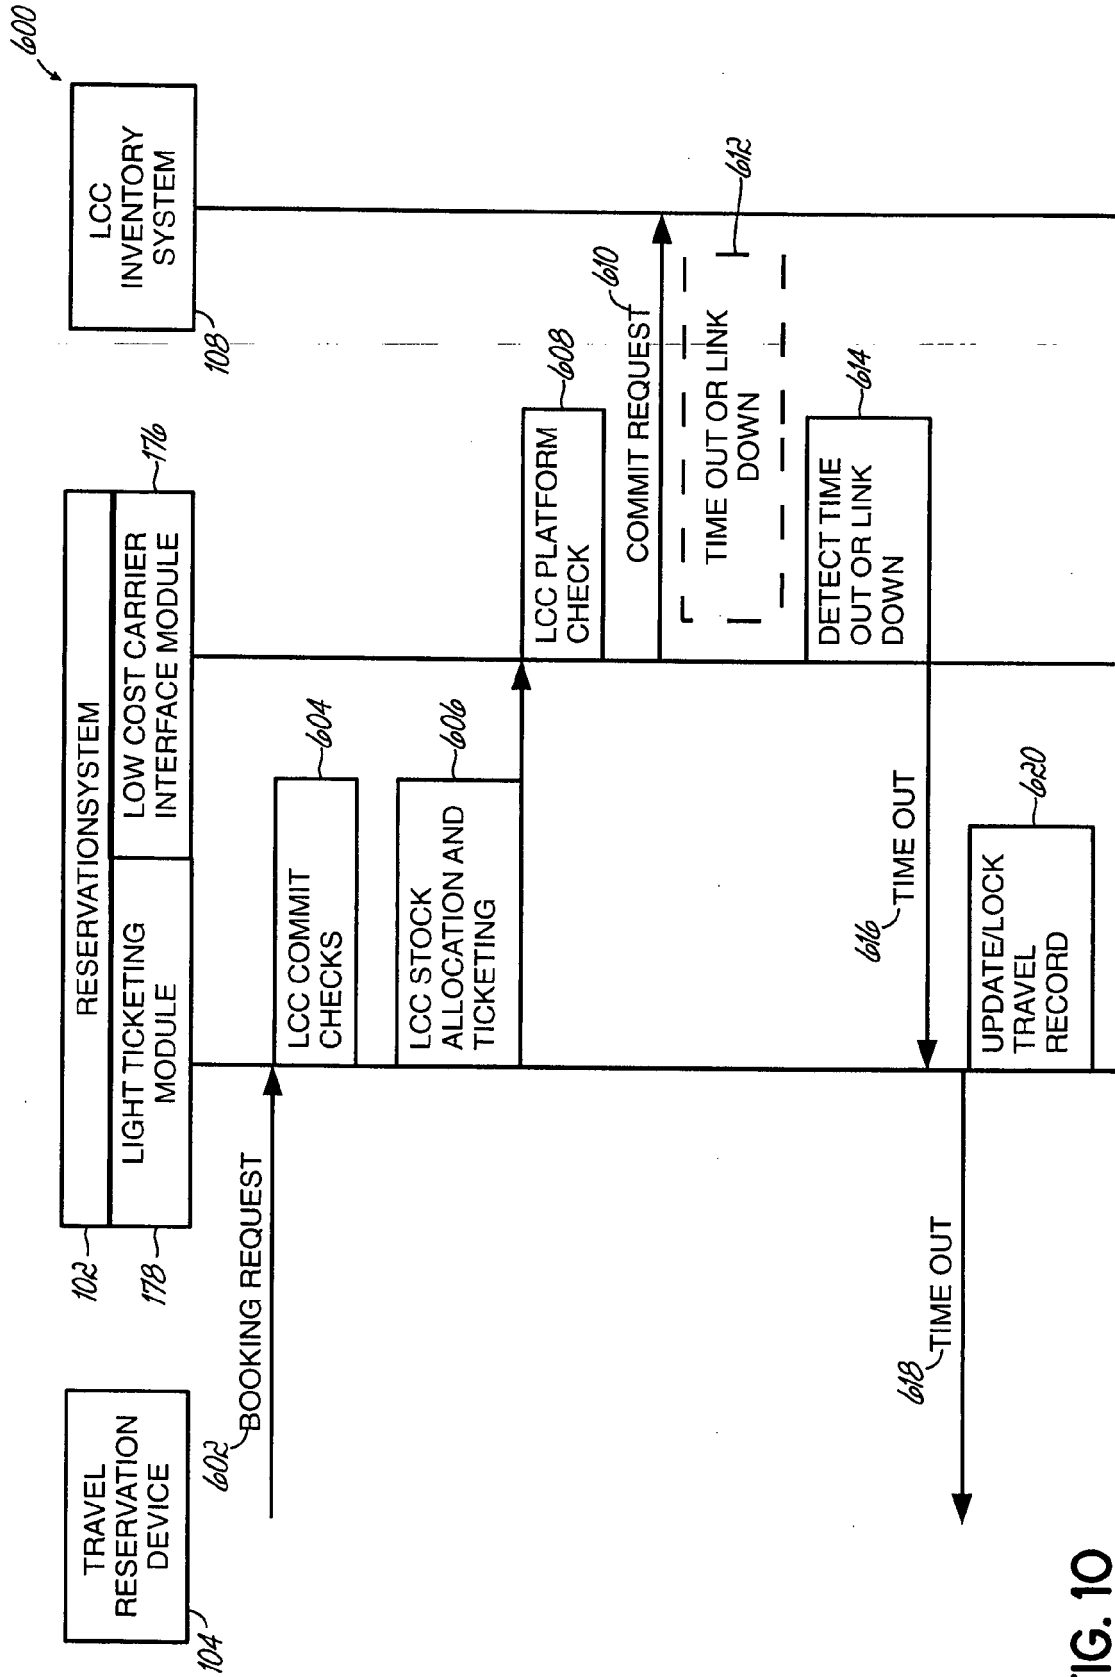 600
TRAVEL
RESERVATION
DEVICE
104
RESERVATIONSYSTEM
102
LIGHT TICKETING
MODULE
178
LOW COST CARRIER
INTERFACE MODULE
176
LCC
INVENTORY
SYSTEM
108
602
BOOKING REQUEST
LCC COMMIT
CHECKS
604
LCC STOCK
ALLOCATION AND
TICKETING
606
LCC PLATFORM
CHECK
608
COMMIT REQUEST
610
TIME OUT OR LINK
DOWN
612
DETECT TIME
OUT OR LINK
DOWN
614
616
TIME OUT
618
TIME OUT
UPDATE/LOCK
TRAVEL
RECORD
620
FIG. 10